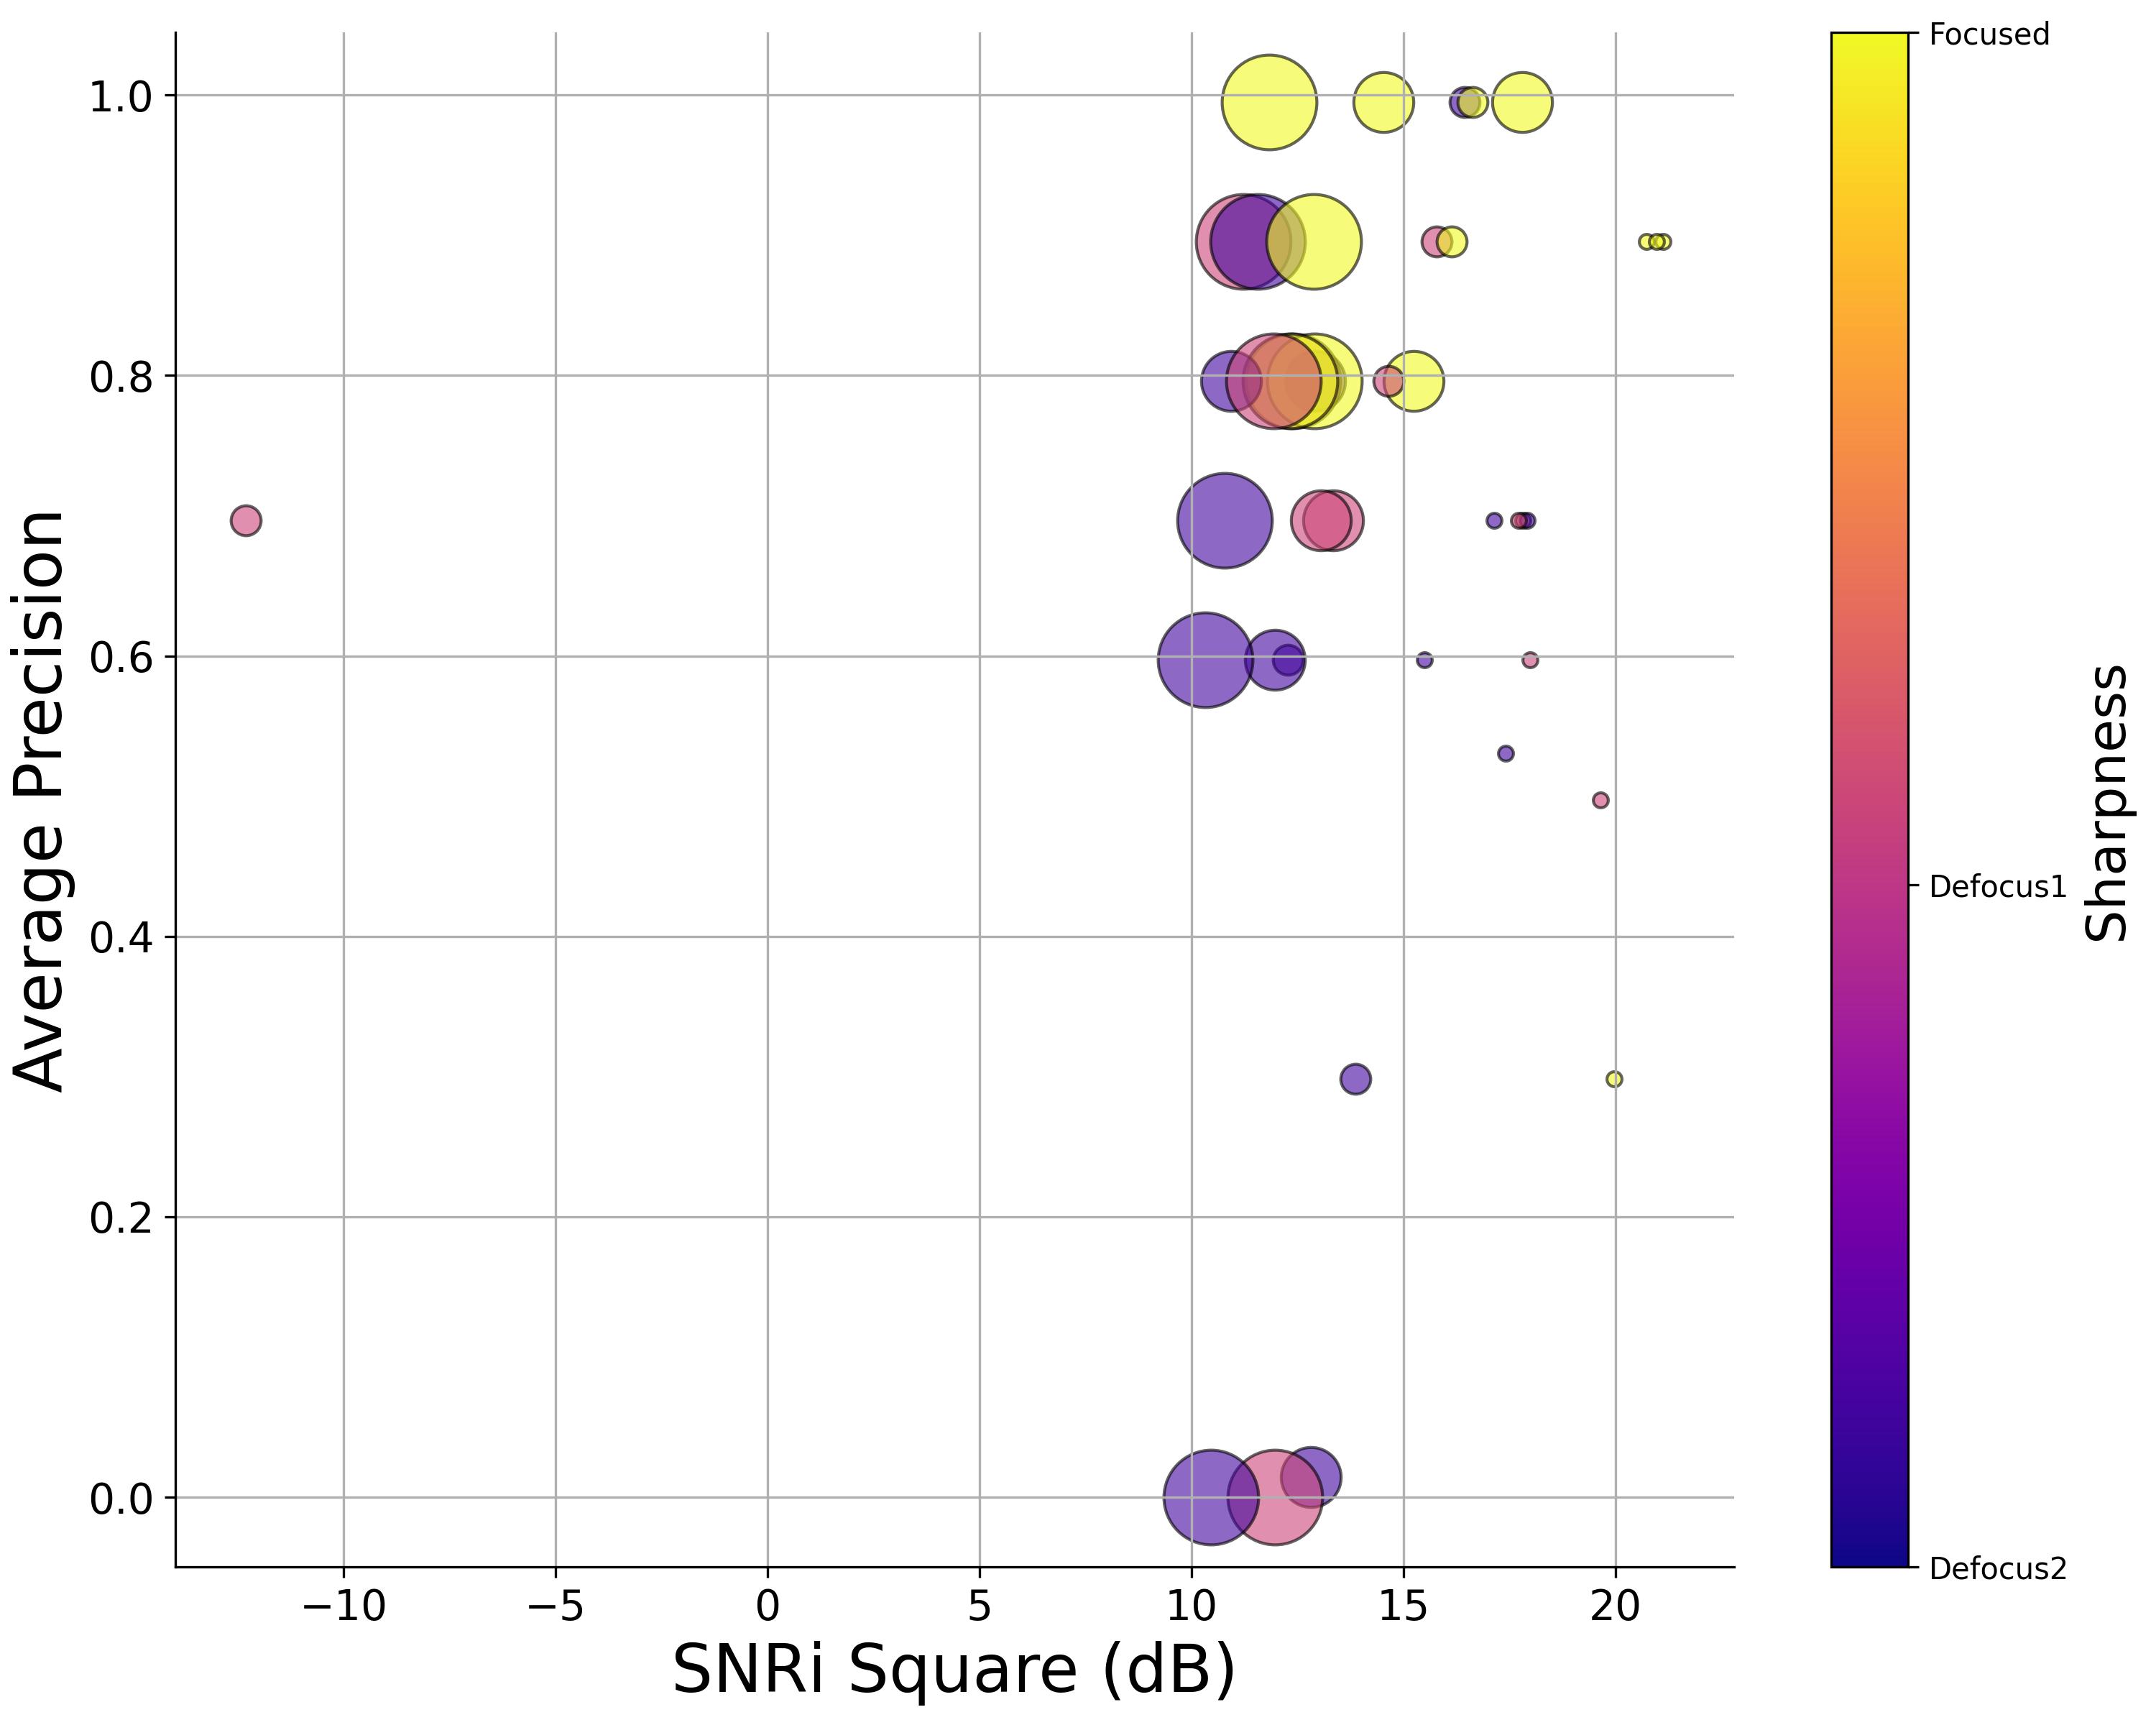 Average Precision
1.0
0.8
0.6
0.4
0.2
0.0
−10 −5 0 5 10 15 20
SNRi Square (dB)
Focused
Defocus1
Defocus2
Sharpness